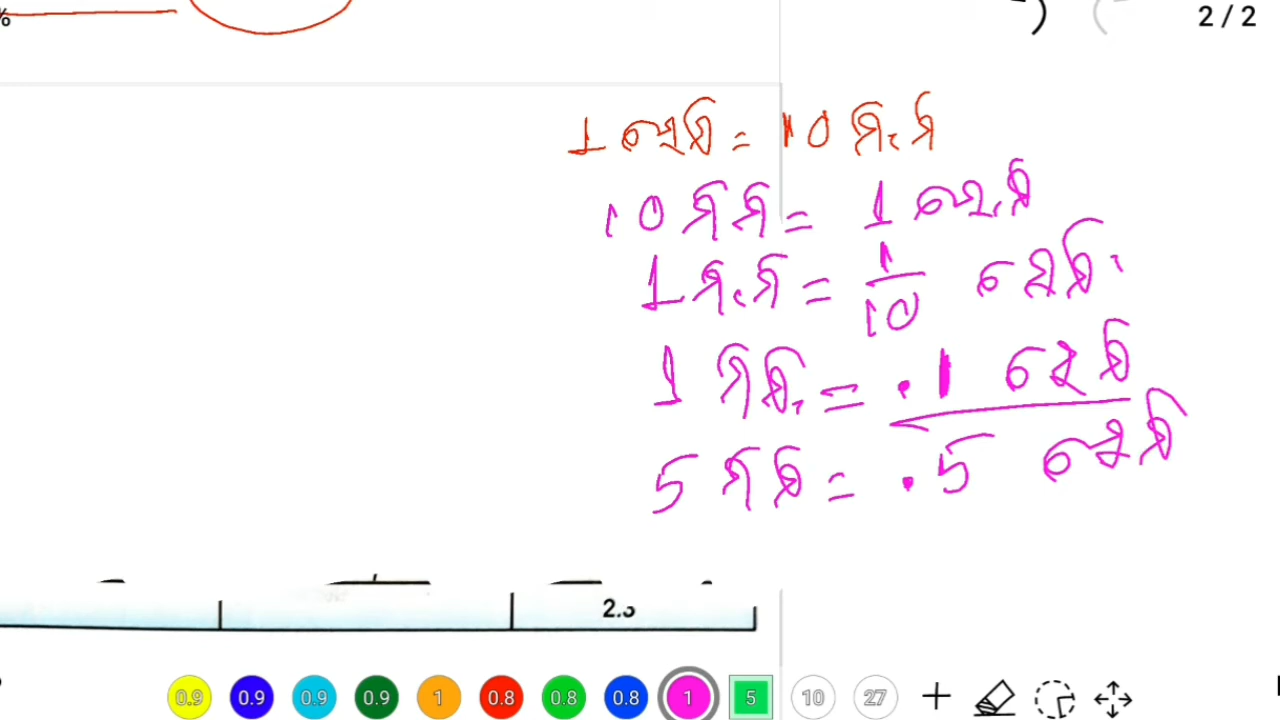 %
2 / 2
1 ସେମି = 10 ମି.ମି
10 ମିମି = 1 ସେ.ମି
1 ମି.ମି = 1/10 ସେମି.
1 ମିମି. = .1 ସେମି
5 ମିମି = .5 ସେମି
2.3
0.9 0.9 0.9 0.9 1 0.8 0.8 0.8 1 5 10 27